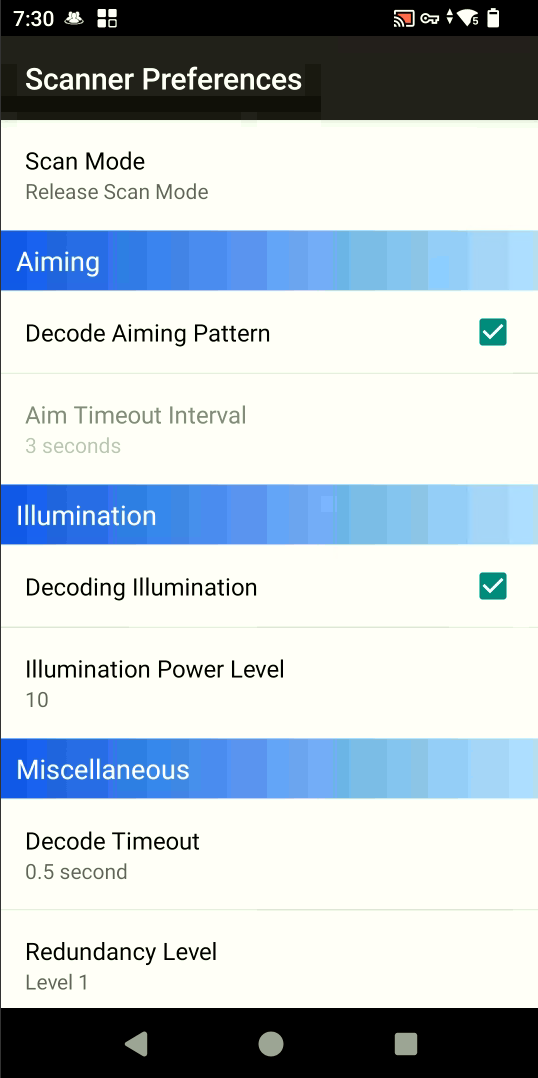 7:30
5
Scanner Preferences
Scan Mode
Release Scan Mode
Aiming
Decode Aiming Pattern
Aim Timeout Interval
3 seconds
Illumination
Decoding Illumination
Illumination Power Level
10
Miscellaneous
Decode Timeout
0.5 second
Redundancy Level
Level 1